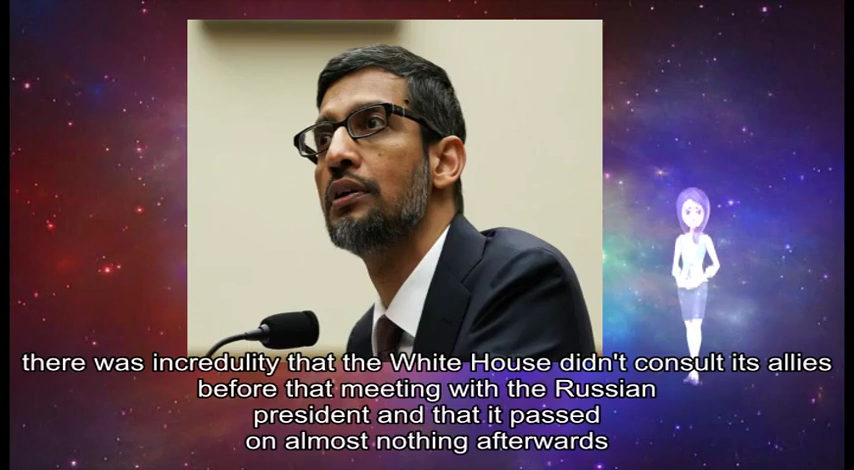 there was incredulity that the White House didn't consult its allies
before that meeting with the Russian
president and that it passed
on almost nothing afterwards